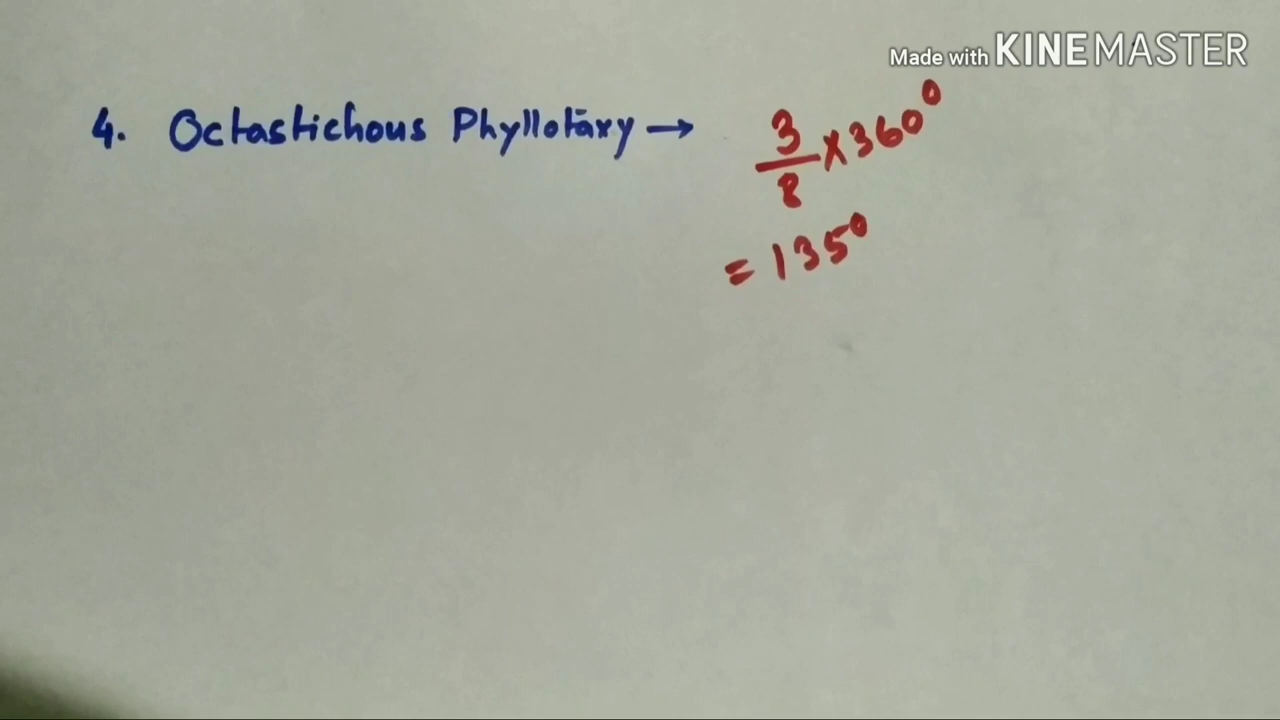 Made with KINEMASTER
4. Octastichous Phyllotaxy → 3/8 × 360°
= 135°